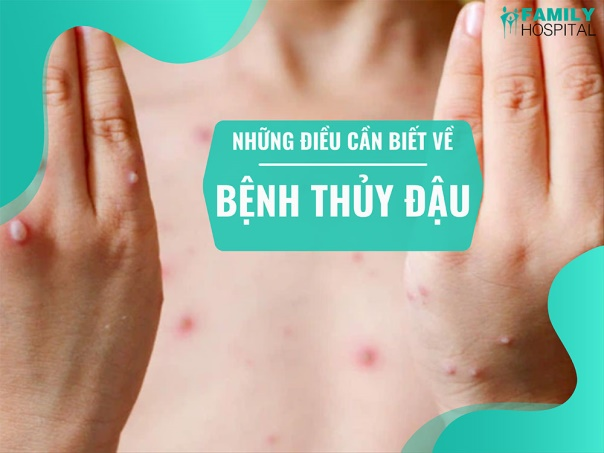 FAMILY
HOSPITAL
NHỮNG ĐIỀU CẦN BIẾT VỀ
BỆNH THỦY ĐẬU